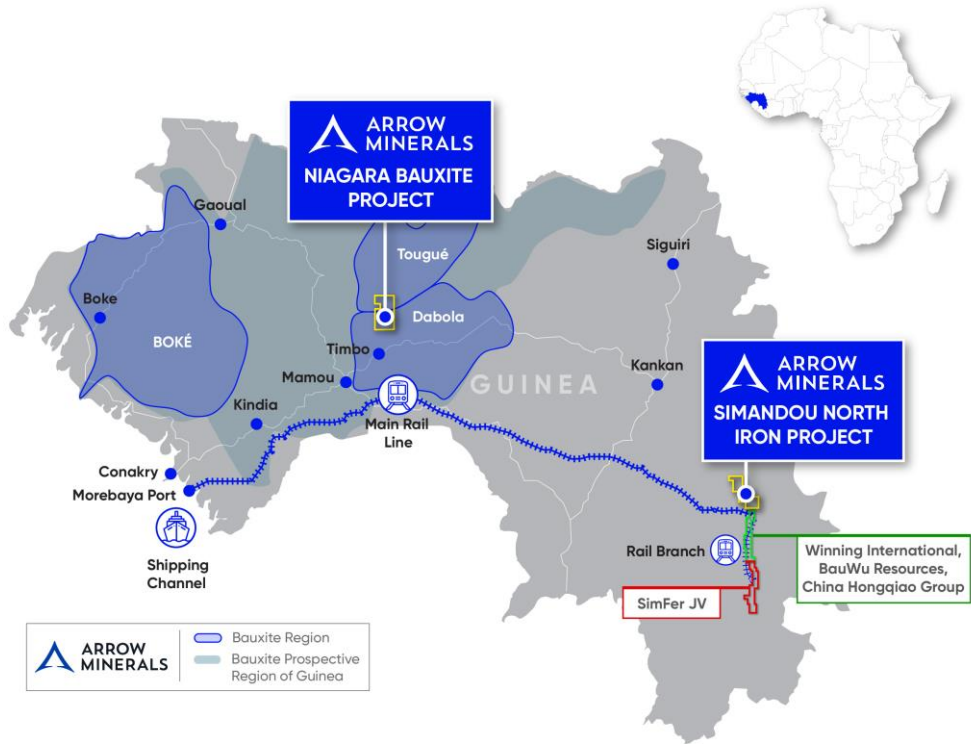 ARROW
MINERALS
NIAGARA BAUXITE
PROJECT
Gaoual
Tougué
Siguiri
Boke
BOKÉ
Dabola
Timbo
Mamou
GUINEA
Kankan
ARROW
MINERALS
SIMANDOU NORTH
IRON PROJECT
Kindia
Main Rail
Line
Conakry
Morebaya Port
Shipping
Channel
Rail Branch
Winning International,
BauWu Resources,
China Hongqiao Group
SimFer JV
ARROW
MINERALS
Bauxite Region
Bauxite Prospective
Region of Guinea